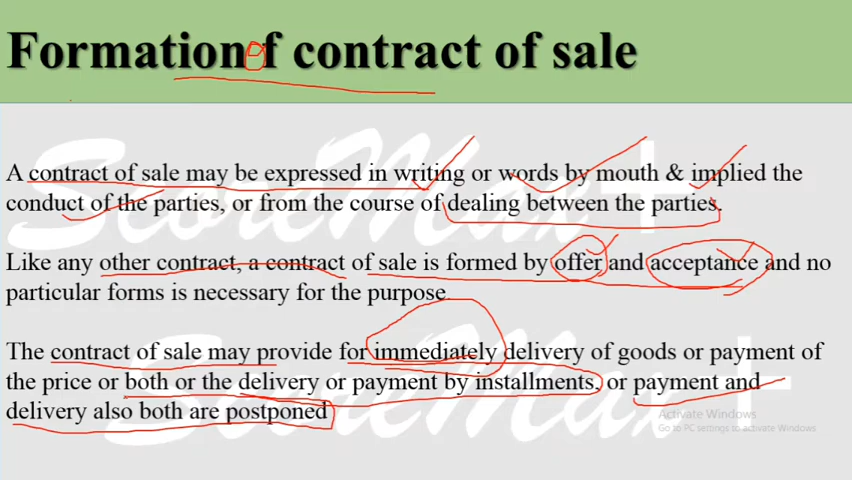 Formation of contract of sale
A contract of sale may be expressed in writing or words by mouth & implied the
conduct of the parties, or from the course of dealing between the parties.
Like any other contract, a contract of sale is formed by offer and acceptance and no
particular forms is necessary for the purpose.
The contract of sale may provide for immediately delivery of goods or payment of
the price or both or the delivery or payment by installments, or payment and
delivery also both are postponed
ScoreMax+
ScoreMax+
Activate Windows
Go to PC settings to activate Windows